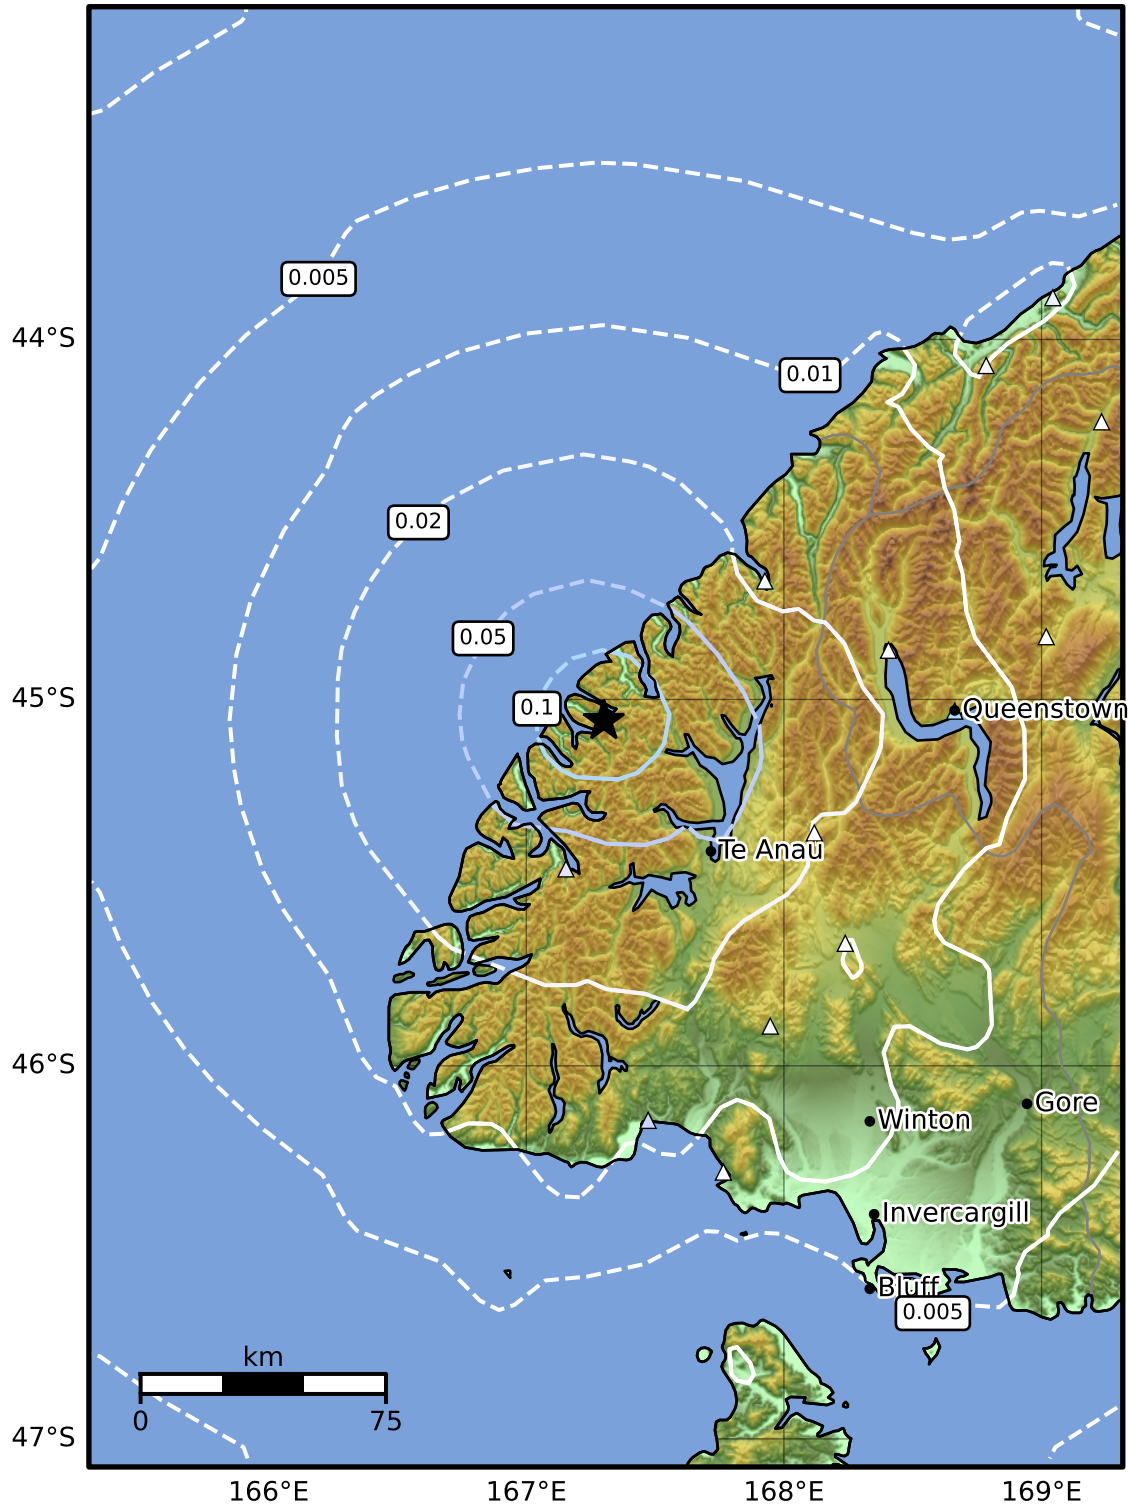 0.005
44°S
0.01
0.02
0.05
45°S
0.1
Queenstown
Te Anau
46°S
Gore
Winton
Invercargill
Bluff
0.005
km
0
75
47°S
166°E
167°E
168°E
169°E